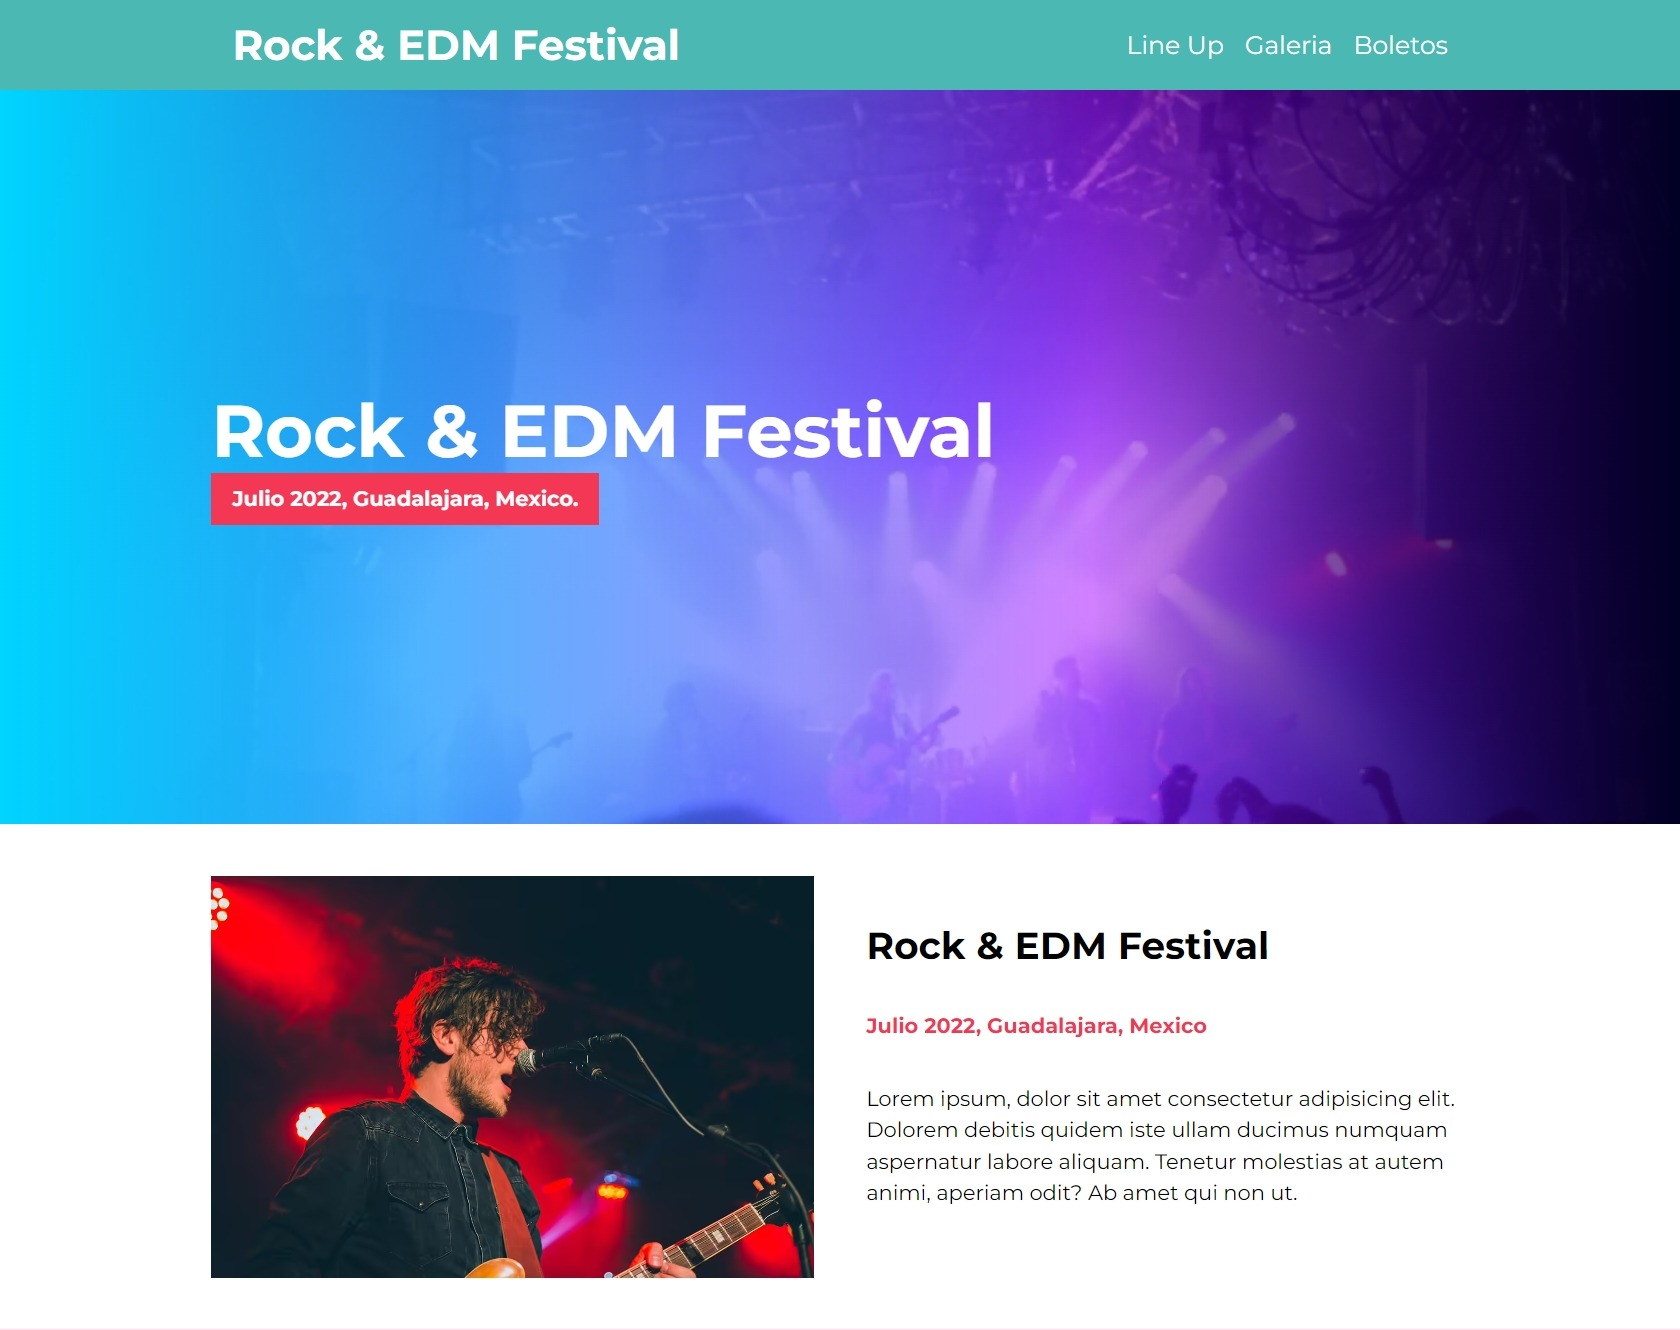 Rock & EDM Festival
Line Up Galeria Boletos
Rock & EDM Festival
Julio 2022, Guadalajara, Mexico.
Rock & EDM Festival
Julio 2022, Guadalajara, Mexico
Lorem ipsum, dolor sit amet consectetur adipisicing elit.
Dolorem debitis quidem iste ullam ducimus numquam
aspernatur labore aliquam. Tenetur molestias at autem
animi, aperiam odit? Ab amet qui non ut.